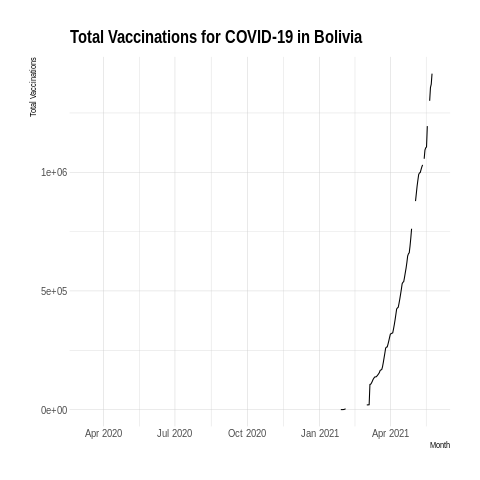 Total Vaccinations for COVID-19 in Bolivia
Total Vaccinations
1e+06
5e+05
0e+00
Apr 2020 Jul 2020 Oct 2020 Jan 2021 Apr 2021
Month